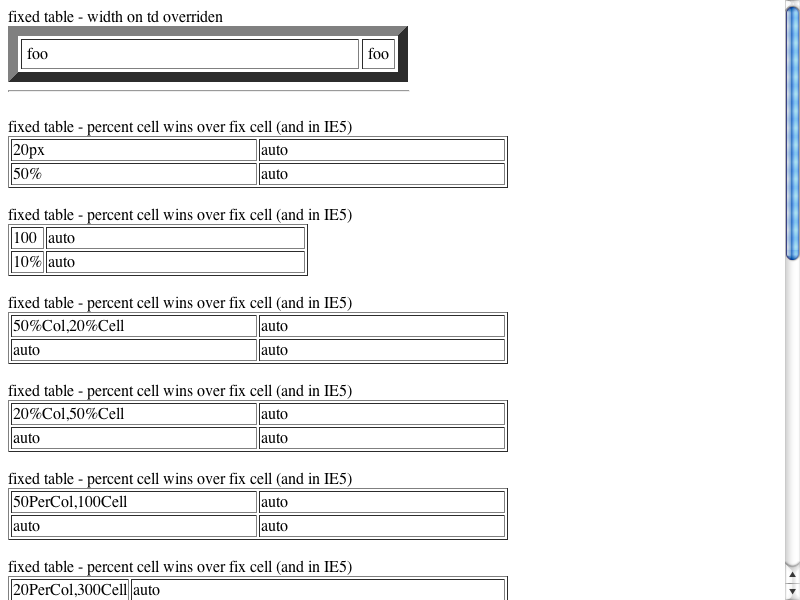 fixed table - width on td overriden
foo foo
fixed table - percent cell wins over fix cell (and in IE5)
20px auto
50% auto
fixed table - percent cell wins over fix cell (and in IE5)
100 auto
10% auto
fixed table - percent cell wins over fix cell (and in IE5)
50%Col,20%Cell auto
auto auto
fixed table - percent cell wins over fix cell (and in IE5)
20%Col,50%Cell auto
auto auto
fixed table - percent cell wins over fix cell (and in IE5)
50PerCol,100Cell auto
auto auto
fixed table - percent cell wins over fix cell (and in IE5)
20PerCol,300Cell auto